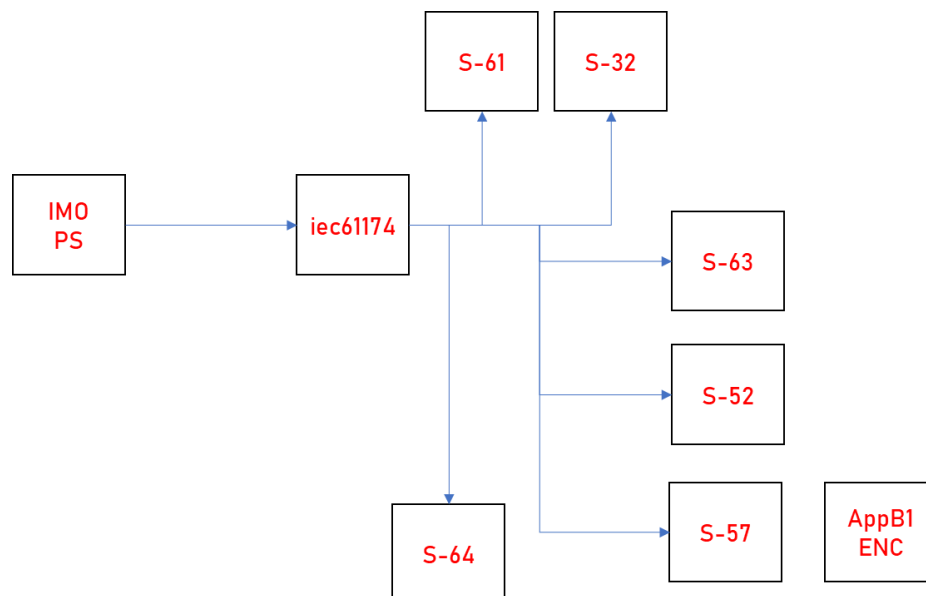 S-61
S-32
IMO
PS
iec61174
S-63
S-52
S-57
AppB1
ENC
S-64